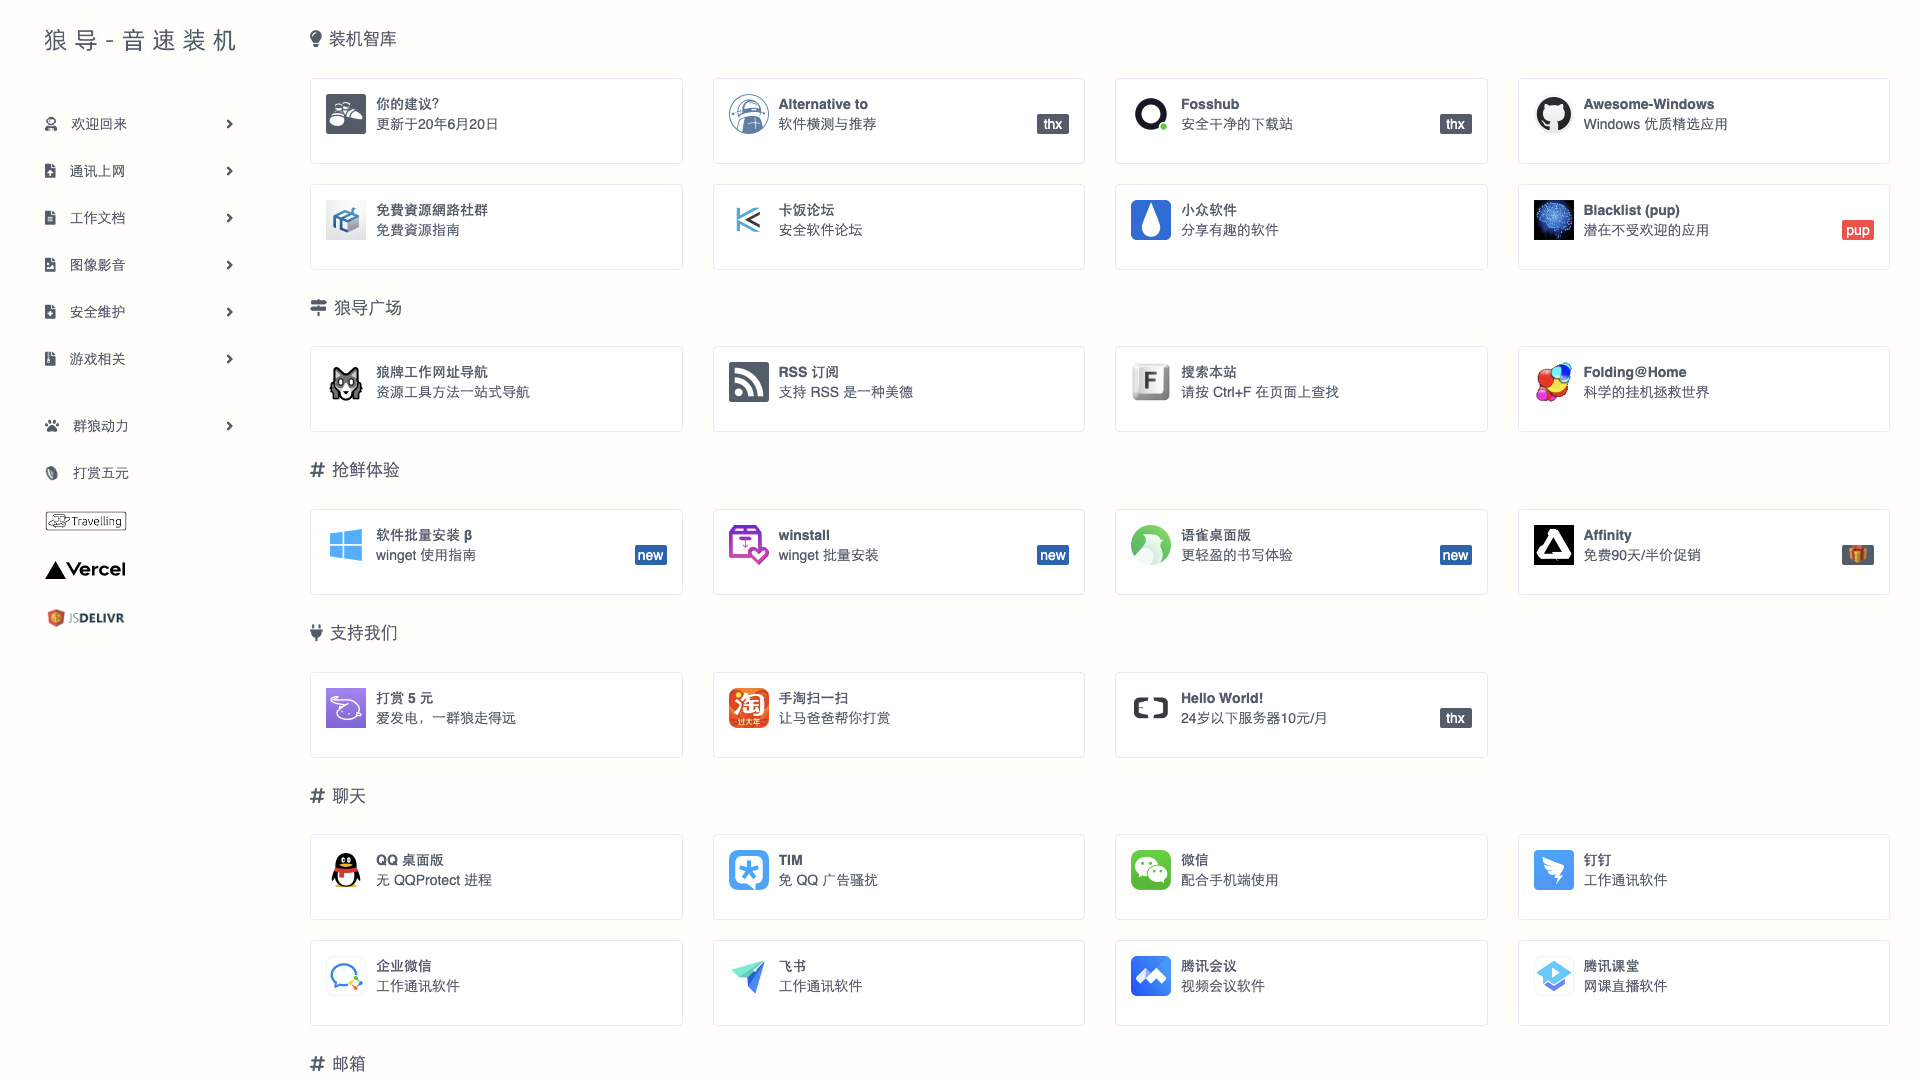 狼导-音速装机
欢迎回来
通讯上网
工作文档
图像影音
安全维护
游戏相关
群狼动力
打赏五元
Travelling
Vercel
JSDELIVR
装机智库
你的建议?
更新于20年6月20日
Alternative to
软件横测与推荐
thx
Fosshub
安全干净的下载站
thx
Awesome-Windows
Windows 优质精选应用
免費資源網路社群
免費資源指南
卡饭论坛
安全软件论坛
小众软件
分享有趣的软件
Blacklist (pup)
潜在不受欢迎的应用
pup
狼导广场
狼牌工作网址导航
资源工具方法一站式导航
RSS 订阅
支持 RSS 是一种美德
F
搜索本站
请按 Ctrl+F 在页面上查找
Folding@Home
科学的挂机拯救世界
抢鲜体验
软件批量安装 β
winget 使用指南
new
winstall
winget 批量安装
new
语雀桌面版
更轻盈的书写体验
new
Affinity
免费90天/半价促销
支持我们
打赏 5 元
爱发电，一群狼走得远
淘
过大年
手淘扫一扫
让马爸爸帮你打赏
Hello World!
24岁以下服务器10元/月
thx
聊天
QQ 桌面版
无 QQProtect 进程
TIM
免 QQ 广告骚扰
微信
配合手机端使用
钉钉
工作通讯软件
企业微信
工作通讯软件
飞书
工作通讯软件
腾讯会议
视频会议软件
腾讯课堂
网课直播软件
邮箱